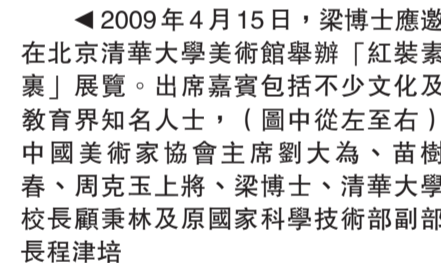 ◀2009年4月15日，梁博士應邀
在北京清華大學美術館舉辦「紅裝素
裹」展覽。出席嘉賓包括不少文化及
教育界知名人士，（圖中從左至右）
中國美術家協會主席劉大為、苗樹
春、周克玉上將、梁博士、清華大學
校長顧秉林及原國家科學技術部副部
長程津培